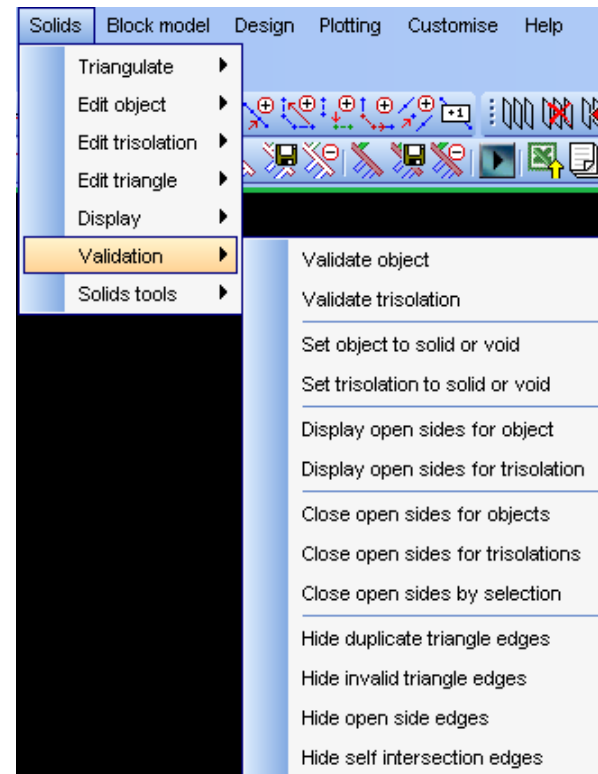 Solids Block model Design Plotting Customise Help
Triangulate
Edit object
Edit trisolation
Edit triangle
Display
Validation
Solids tools
Validate object
Validate trisolation
Set object to solid or void
Set trisolation to solid or void
Display open sides for object
Display open sides for trisolation
Close open sides for objects
Close open sides for trisolations
Close open sides by selection
Hide duplicate triangle edges
Hide invalid triangle edges
Hide open side edges
Hide self intersection edges
+1